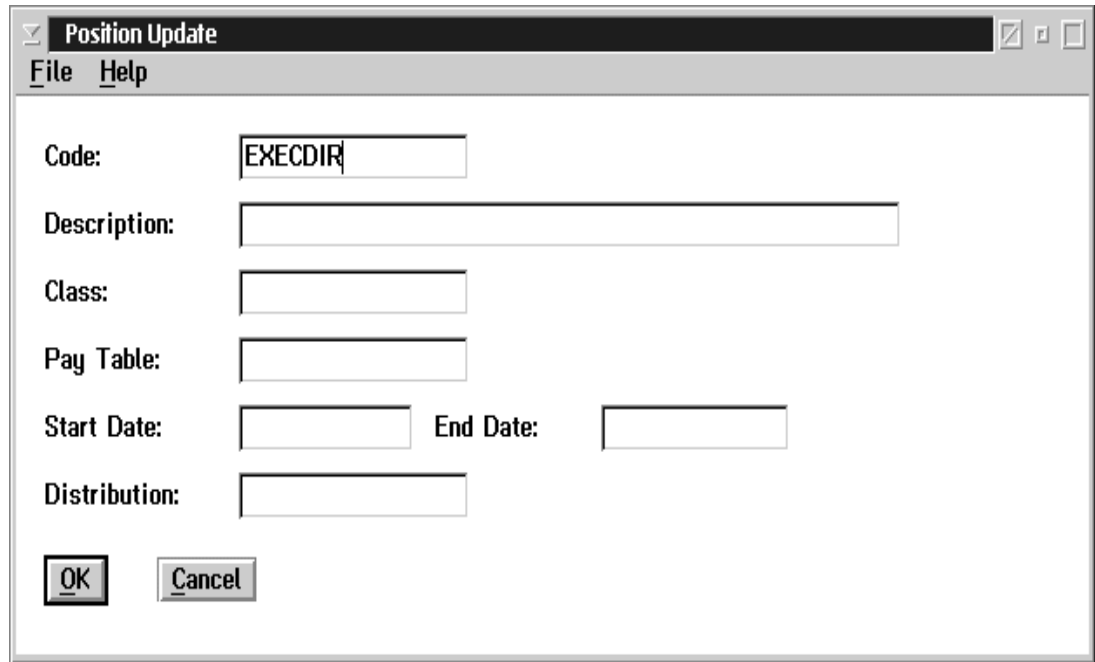 Position Update
File Help
Code: EXECDIR
Description:
Class:
Pay Table:
Start Date: End Date:
Distribution:
OK Cancel